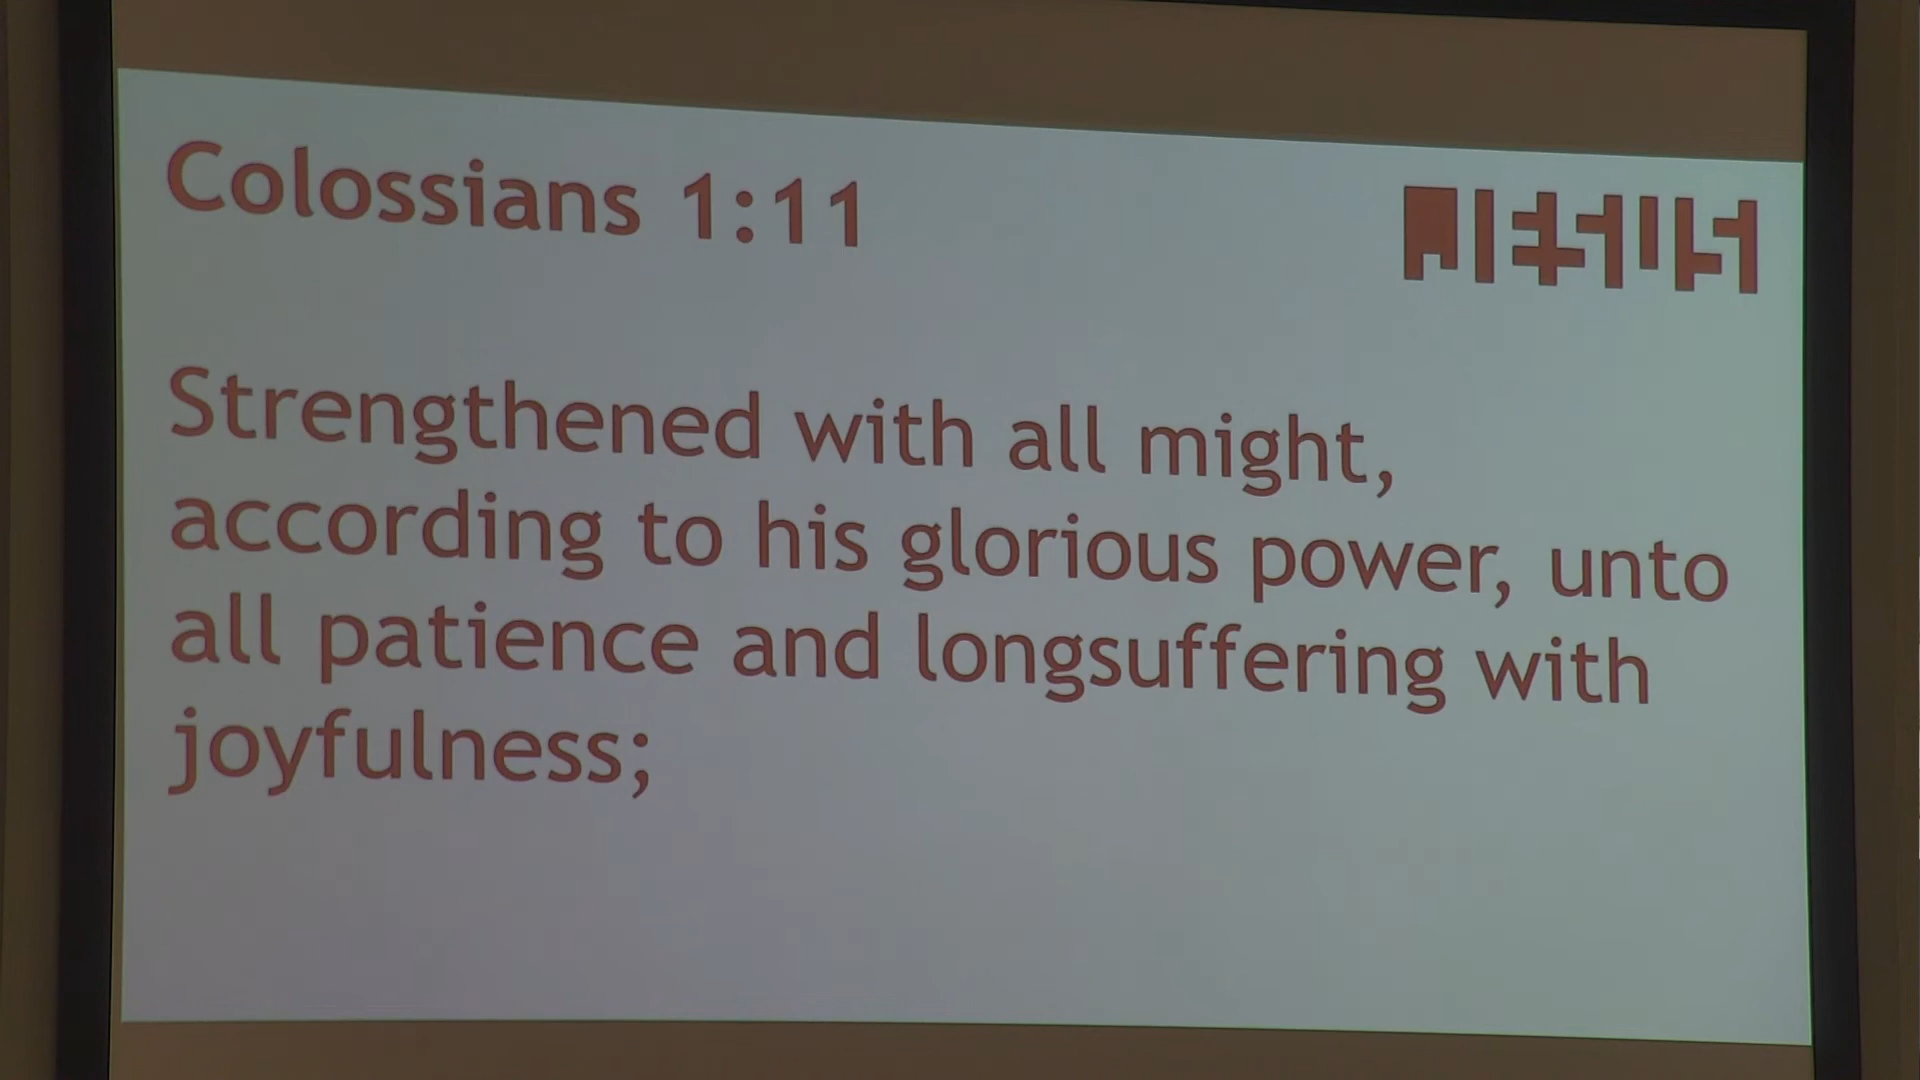 Colossians 1:11
Strengthened with all might,
according to his glorious power, unto
all patience and longsuffering with
joyfulness;